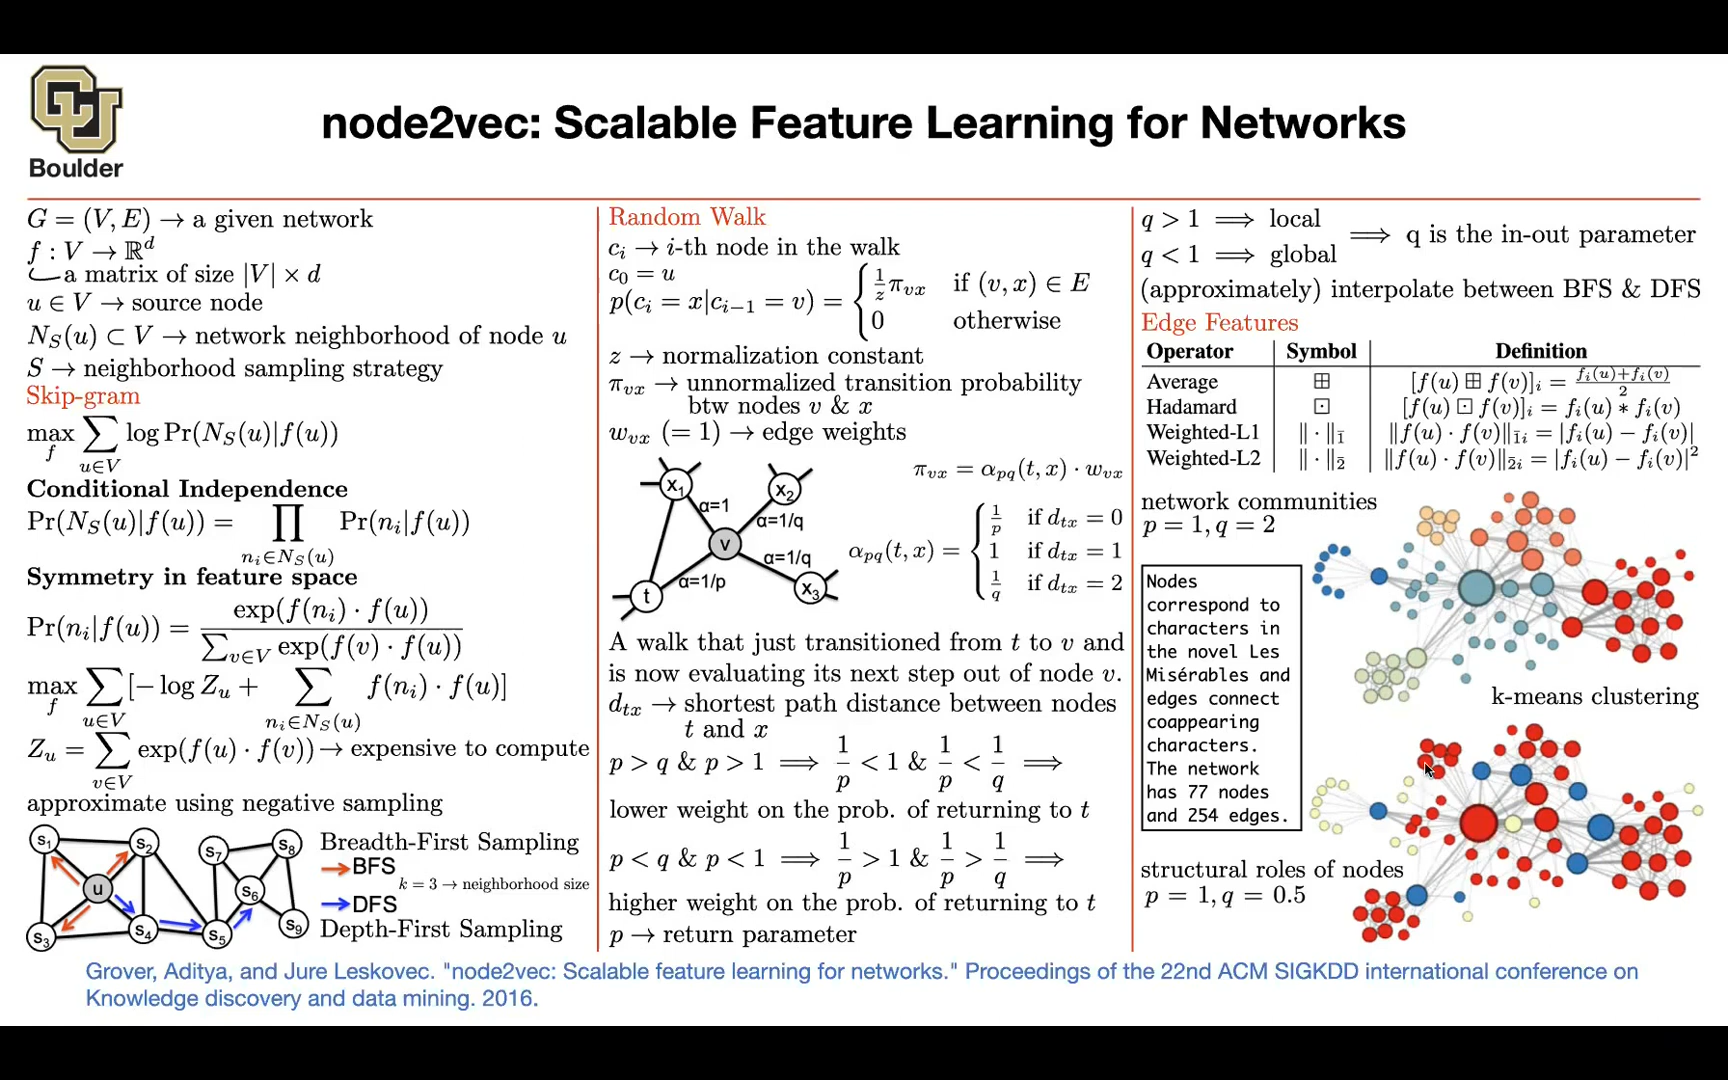 CU
Boulder
node2vec: Scalable Feature Learning for Networks
G = (V, E) → a given network
f : V → ℝ^d
a matrix of size |V| × d
u ∈ V → source node
N_S(u) ⊂ V → network neighborhood of node u
S → neighborhood sampling strategy
Skip-gram
max_f ∑_{u∈V} log Pr(N_S(u)|f(u))
Conditional Independence
Pr(N_S(u)|f(u)) = ∏_{n_i∈N_S(u)} Pr(n_i|f(u))
Symmetry in feature space
Pr(n_i|f(u)) = exp(f(n_i) · f(u)) / ∑_{v∈V} exp(f(v) · f(u))
max_f ∑_{u∈V} [− log Z_u + ∑_{n_i∈N_S(u)} f(n_i) · f(u)]
Z_u = ∑_{v∈V} exp(f(u) · f(v)) → expensive to compute
approximate using negative sampling
s1 s2 s7 s8
u s6
s3 s4 s5 s9
Breadth-First Sampling
BFS
k = 3 → neighborhood size
DFS
Depth-First Sampling
Random Walk
c_i → i-th node in the walk
c_0 = u
p(c_i = x|c_{i−1} = v) = { 1/z π_vx if (v, x) ∈ E
0 otherwise
z → normalization constant
π_vx → unnormalized transition probability
btw nodes v & x
w_vx (= 1) → edge weights
x1 x2
α=1
α=1/q
v
α=1/q
α=1/p
t x3
π_vx = α_pq(t, x) · w_vx
α_pq(t, x) = { 1/p if d_tx = 0
1 if d_tx = 1
1/q if d_tx = 2
A walk that just transitioned from t to v and
is now evaluating its next step out of node v.
d_tx → shortest path distance between nodes
t and x
p > q & p > 1 ⟹ 1/p < 1 & 1/p < 1/q ⟹
lower weight on the prob. of returning to t
p < q & p < 1 ⟹ 1/p > 1 & 1/p > 1/q ⟹
higher weight on the prob. of returning to t
p → return parameter
q > 1 ⟹ local
q < 1 ⟹ global
⟹ q is the in-out parameter
(approximately) interpolate between BFS & DFS
Edge Features
Operator Symbol Definition
Average ⊞ [f(u) ⊞ f(v)]_i = (f_i(u)+f_i(v))/2
Hadamard ⊡ [f(u) ⊡ f(v)]_i = f_i(u) ∗ f_i(v)
Weighted-L1 ‖ · ‖_1̄ ‖f(u) · f(v)‖_1̄i = |f_i(u) − f_i(v)|
Weighted-L2 ‖ · ‖_2̄ ‖f(u) · f(v)‖_2̄i = |f_i(u) − f_i(v)|²
network communities
p = 1, q = 2
Nodes
correspond to
characters in
the novel Les
Misérables and
edges connect
coappearing
characters.
The network
has 77 nodes
and 254 edges.
k-means clustering
structural roles of nodes
p = 1, q = 0.5
Grover, Aditya, and Jure Leskovec. "node2vec: Scalable feature learning for networks." Proceedings of the 22nd ACM SIGKDD international conference on
Knowledge discovery and data mining. 2016.